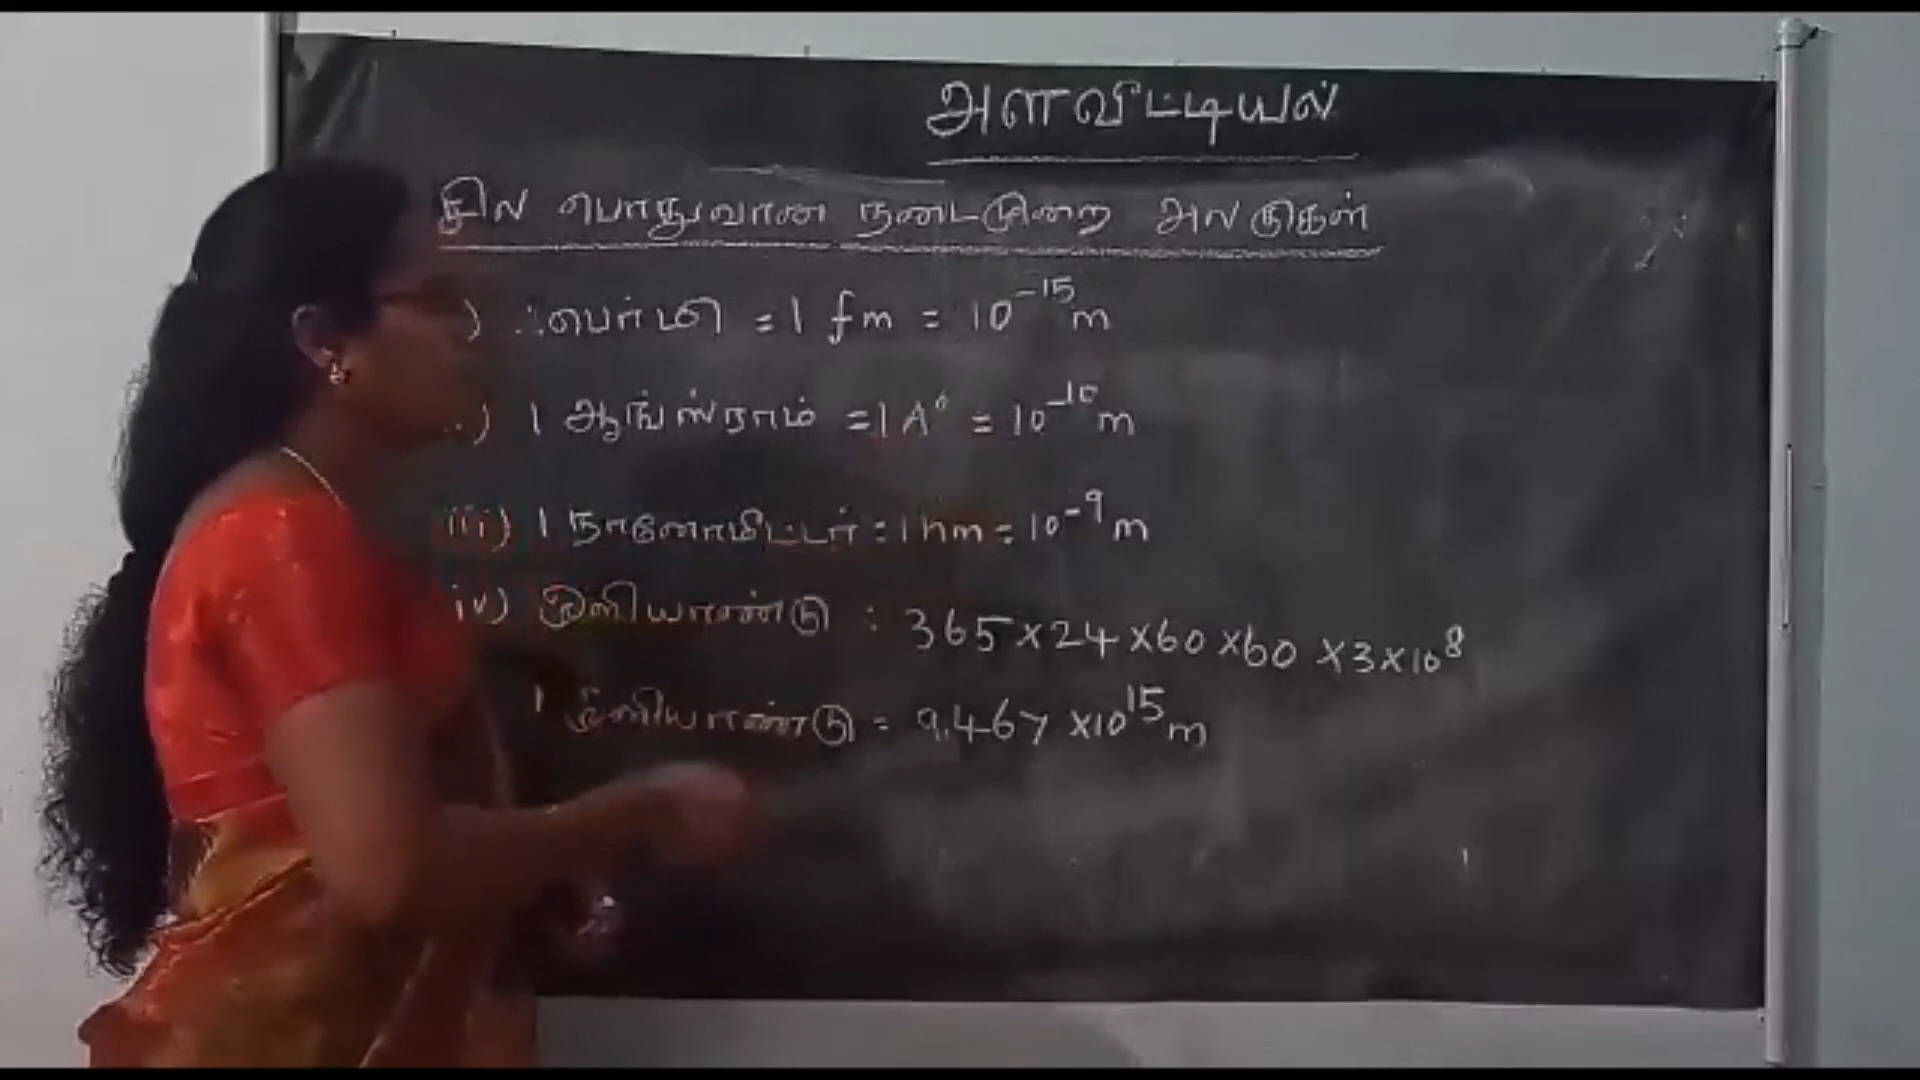 அளவீட்டியல்
சில பொதுவான நடைமுறை அலகுகள்
) ஃபெர்மி = 1 fm = 10⁻¹⁵ m
..) 1 ஆங்ஸ்ராம் = 1 A° = 10⁻¹⁰ m
iii) 1 நானோமீட்டர் = 1 nm = 10⁻⁹ m
iv) ஒளியாண்டு : 365 × 24 × 60 × 60 × 3 × 10⁸
1 ஒளியாண்டு = 9.467 × 10¹⁵ m